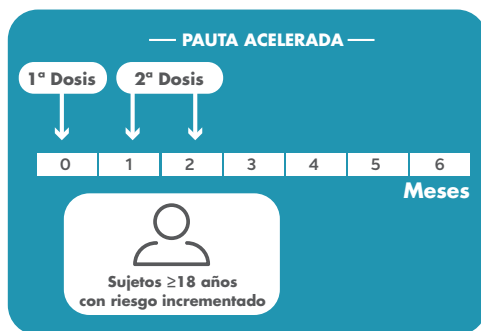 PAUTA ACELERADA
1ª Dosis 2ª Dosis
0 1 2 3 4 5 6
Meses
Sujetos ≥18 años
con riesgo incrementado